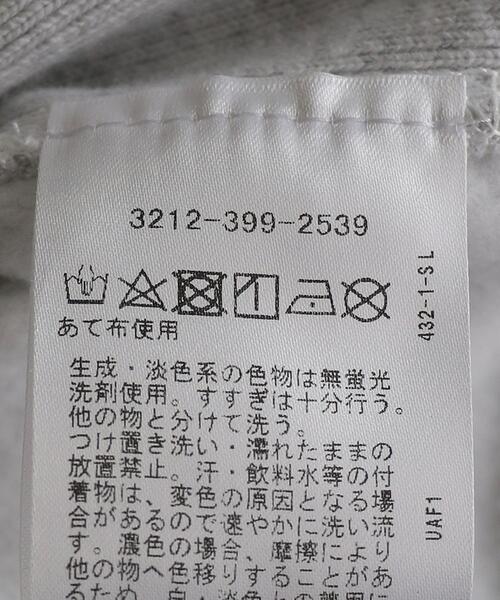 3212-399-2539
あて布使用
生成・淡色系の色物は無蛍光
洗剤使用。すすぎは十分行う。
他の物と分けて洗う。
つけ置き洗い・濡れたままの
放置禁止。汗・飲料水等の付
着物は、変色の原因となる場
合があるので速やかに洗い流
す。濃色の場合、摩擦により
他の物へ色移りすることがあ
432-1-SL
UAF1